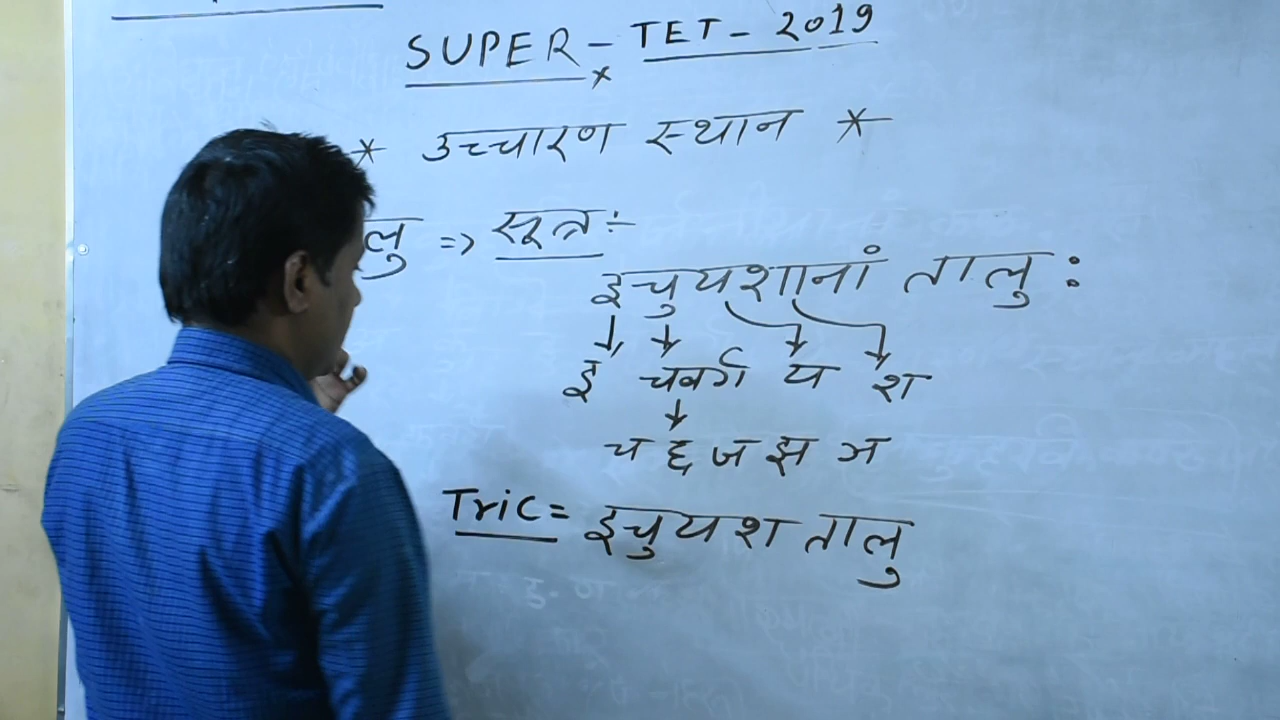 SUPER - TET - 2019
* उच्चारण स्थान *
लु => सूत्र :-
इचुयशानां तालु :
इ चवर्ग य श
च छ ज झ ञ
Tric = इचुयश तालु